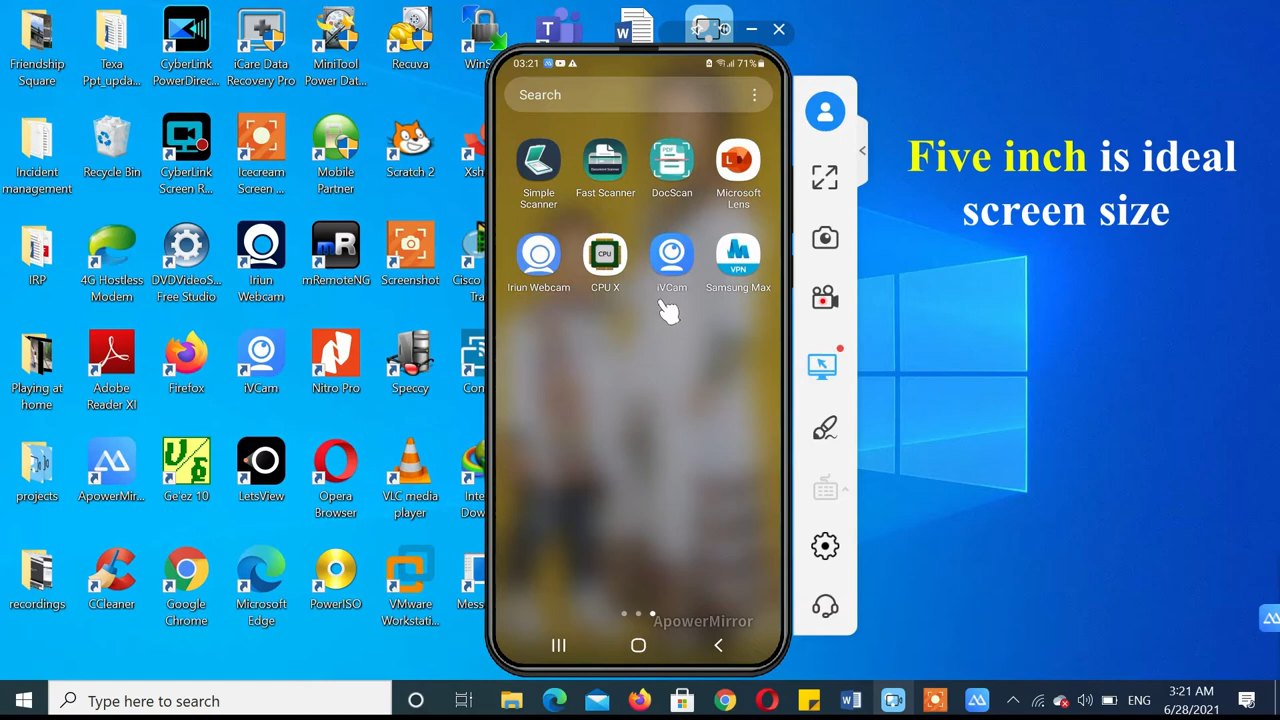 Friendship
Square
Texa
Ppt_upda...
CyberLink
PowerDirec...
iCare Data
Recovery Pro
MiniTool
Power Dat...
Recuva
Incident
management
Recycle Bin
CyberLink
Screen R...
Icecream
Screen ...
Mobile
Partner
Scratch 2
IRP
4G Hostless
Modem
DVDVideoS...
Free Studio
Iriun
Webcam
mRemoteNG
Screenshot
Playing at
home
Adobe
Reader XI
Firefox
iVCam
Nitro Pro
Speccy
projects
ApowerMir...
Ge'ez 10
LetsView
Opera
Browser
VLC media
player
recordings
CCleaner
Google
Chrome
Microsoft
Edge
PowerISO
VMware
Workstati...
03:21
71%
Search
Simple
Scanner
Fast Scanner
DocScan
Microsoft
Lens
Iriun Webcam
CPU X
iVCam
Samsung Max
CPU
VPN
PDF
ApowerMirror
Five inch is ideal
screen size
Type here to search
ENG
3:21 AM
6/28/2021